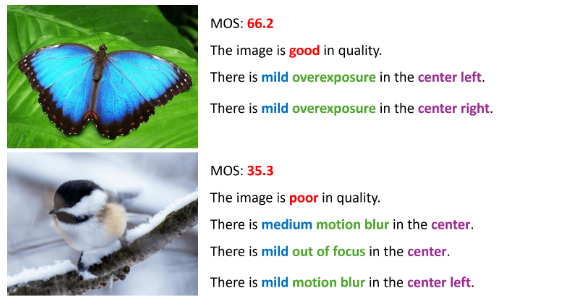 MOS: 66.2
The image is good in quality.
There is mild overexposure in the center left.
There is mild overexposure in the center right.
MOS: 35.3
The image is poor in quality.
There is medium motion blur in the center.
There is mild out of focus in the center.
There is mild motion blur in the center left.